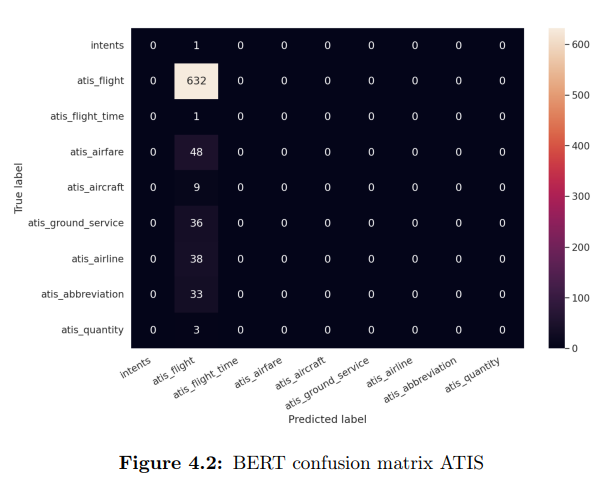 intents 0 1 0 0 0 0 0 0 0
atis_flight 0 632 0 0 0 0 0 0 0
atis_flight_time 0 1 0 0 0 0 0 0 0
atis_airfare 0 48 0 0 0 0 0 0 0
atis_aircraft 0 9 0 0 0 0 0 0 0
atis_ground_service 0 36 0 0 0 0 0 0 0
atis_airline 0 38 0 0 0 0 0 0 0
atis_abbreviation 0 33 0 0 0 0 0 0 0
atis_quantity 0 3 0 0 0 0 0 0 0
True label
intents
atis_flight
atis_flight_time
atis_airfare
atis_aircraft
atis_ground_service
atis_airline
atis_abbreviation
atis_quantity
Predicted label
600
500
400
300
200
100
0
Figure 4.2: BERT confusion matrix ATIS